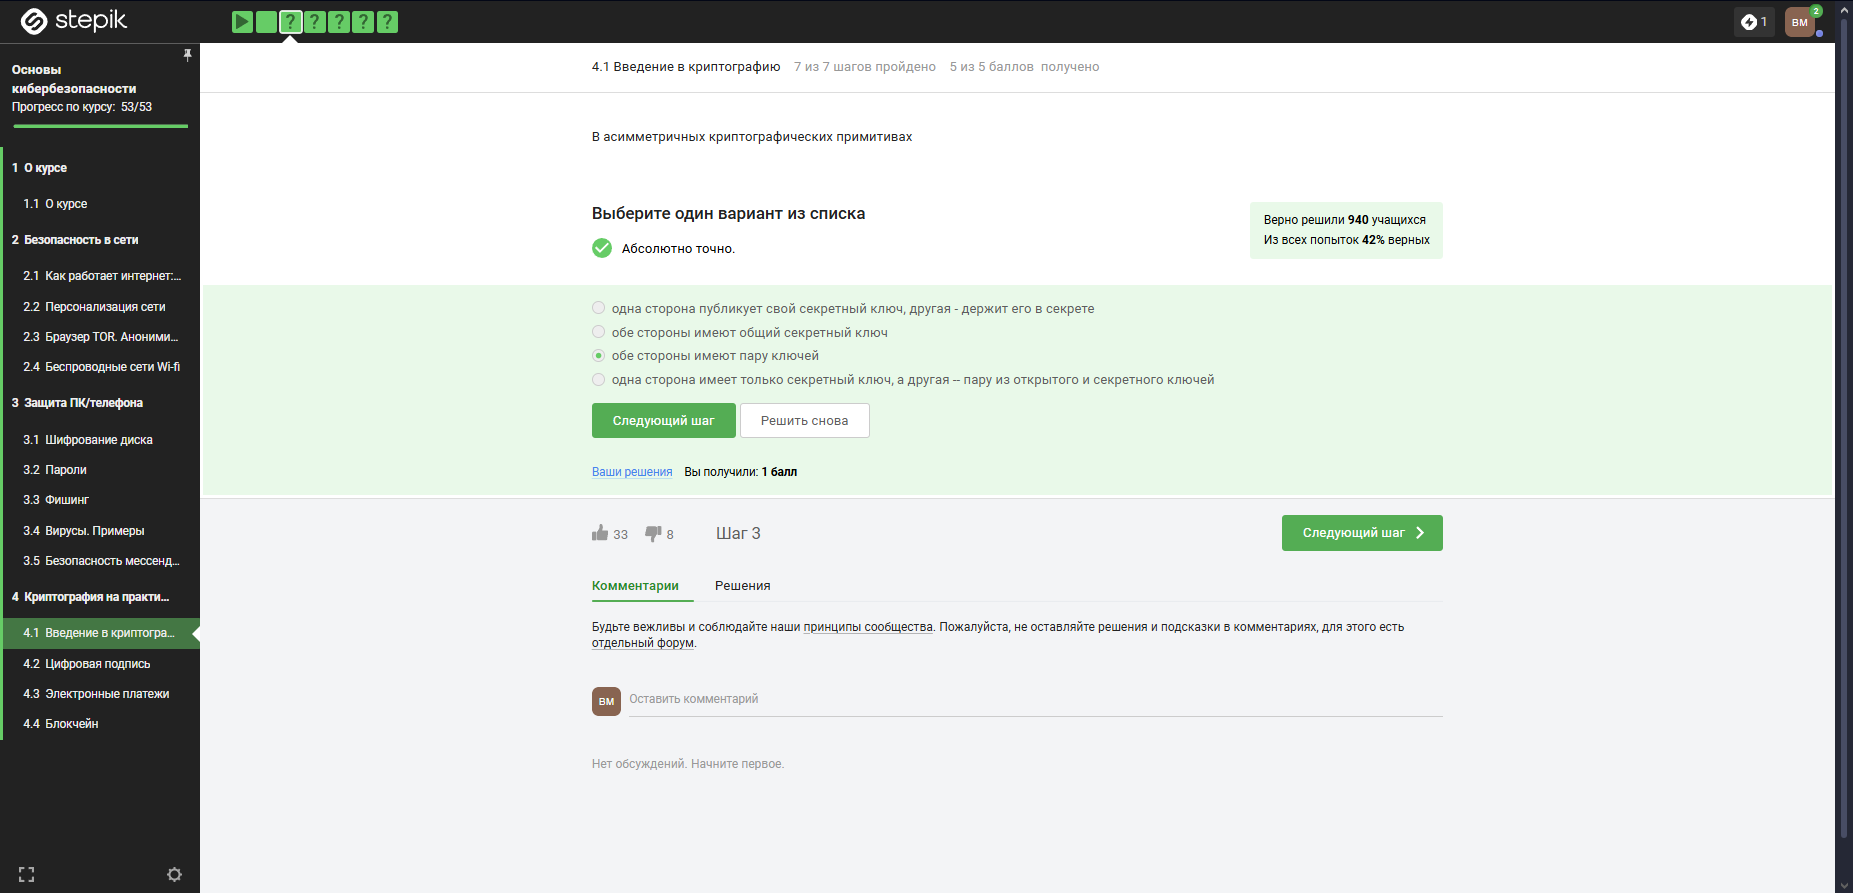 stepik
? ? ? ? ?
1
ВМ
2
Основы
кибербезопасности
Прогресс по курсу: 53/53
1 О курсе
1.1 О курсе
2 Безопасность в сети
2.1 Как работает интернет:...
2.2 Персонализация сети
2.3 Браузер TOR. Аноними...
2.4 Беспроводные сети Wi-fi
3 Защита ПК/телефона
3.1 Шифрование диска
3.2 Пароли
3.3 Фишинг
3.4 Вирусы. Примеры
3.5 Безопасность мессенд...
4 Криптография на практи...
4.1 Введение в криптогра...
4.2 Цифровая подпись
4.3 Электронные платежи
4.4 Блокчейн
4.1 Введение в криптографию 7 из 7 шагов пройдено 5 из 5 баллов получено
В асимметричных криптографических примитивах
Выберите один вариант из списка
Абсолютно точно.
Верно решили 940 учащихся
Из всех попыток 42% верных
одна сторона публикует свой секретный ключ, другая - держит его в секрете
обе стороны имеют общий секретный ключ
обе стороны имеют пару ключей
одна сторона имеет только секретный ключ, а другая -- пару из открытого и секретного ключей
Следующий шаг Решить снова
Ваши решения Вы получили: 1 балл
33 8 Шаг 3
Следующий шаг
Комментарии Решения
Будьте вежливы и соблюдайте наши принципы сообщества. Пожалуйста, не оставляйте решения и подсказки в комментариях, для этого есть
отдельный форум.
ВМ Оставить комментарий
Нет обсуждений. Начните первое.